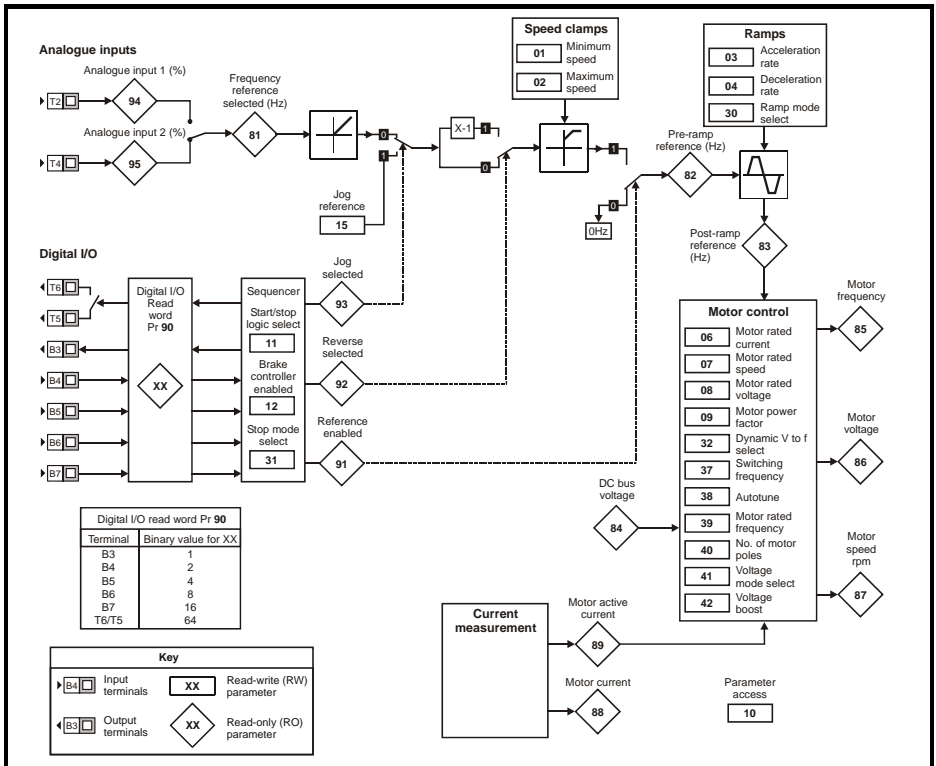 Analogue inputs
Analogue input 1 (%)
T2
94
Analogue input 2 (%)
T4
95
Frequency
reference
selected (Hz)
81
0
1
Jog
reference
15
X-1
1
0
Speed clamps
01
Minimum
speed
02
Maximum
speed
1
0
0Hz
Pre-ramp
reference (Hz)
82
Ramps
03
Acceleration
rate
04
Deceleration
rate
30
Ramp mode
select
Post-ramp
reference
(Hz)
83
Digital I/O
T6
T5
B3
B4
B5
B6
B7
Digital I/O
Read
word
Pr 90
XX
Sequencer
Start/stop
logic select
11
Brake
controller
enabled
12
Stop mode
select
31
Jog
selected
93
Reverse
selected
92
Reference
enabled
91
DC bus
voltage
84
Motor control
06
Motor rated
current
07
Motor rated
speed
08
Motor rated
voltage
09
Motor power
factor
32
Dynamic V to f
select
37
Switching
frequency
38
Autotune
39
Motor rated
frequency
40
No. of motor
poles
41
Voltage
mode select
42
Voltage
boost
Motor
frequency
85
Motor
voltage
86
Motor
speed
rpm
87
Digital I/O read word Pr 90
Terminal Binary value for XX
B3 1
B4 2
B5 4
B6 8
B7 16
T6/T5 64
Current
measurement
Motor active
current
89
Motor current
88
Parameter
access
10
Key
B4
Input
terminals
XX
Read-write (RW)
parameter
B3
Output
terminals
XX
Read-only (RO)
parameter